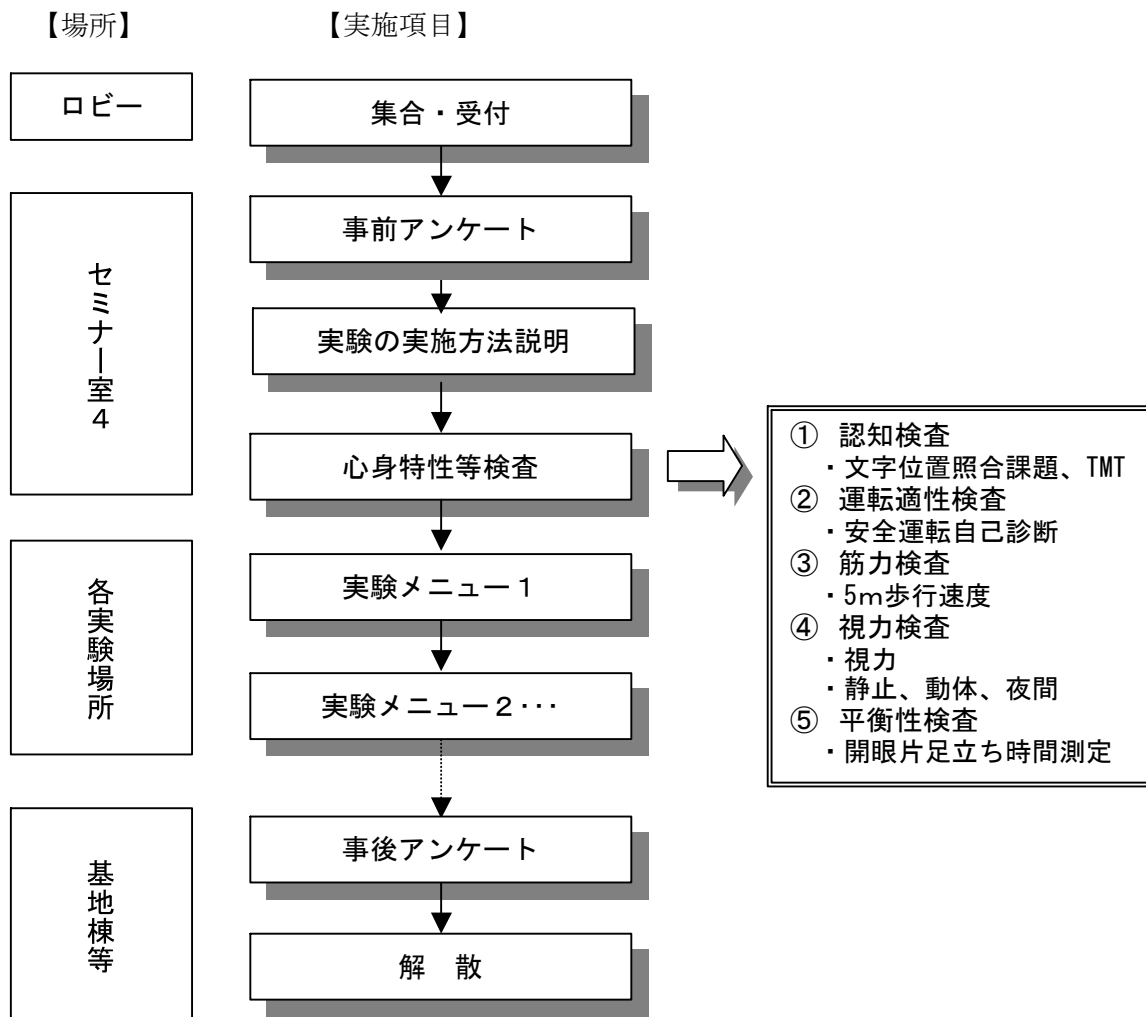 【場所】 【実施項目】
ロビー
集合・受付
セミナー室4
事前アンケート
実験の実施方法説明
心身特性等検査
① 認知検査
・文字位置照合課題、TMT
② 運転適性検査
・安全運転自己診断
③ 筋力検査
・5m歩行速度
④ 視力検査
・視力
・静止、動体、夜間
⑤ 平衡性検査
・開眼片足立ち時間測定
各実験場所
実験メニュー1
実験メニュー2･･･
基地棟等
事後アンケート
解 散